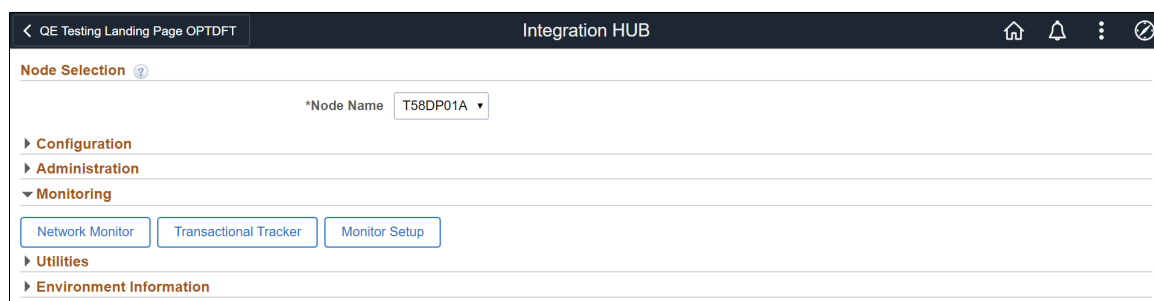 QE Testing Landing Page OPTDFT Integration HUB
Node Selection ?
*Node Name T58DP01A
Configuration
Administration
Monitoring
Network Monitor Transactional Tracker Monitor Setup
Utilities
Environment Information